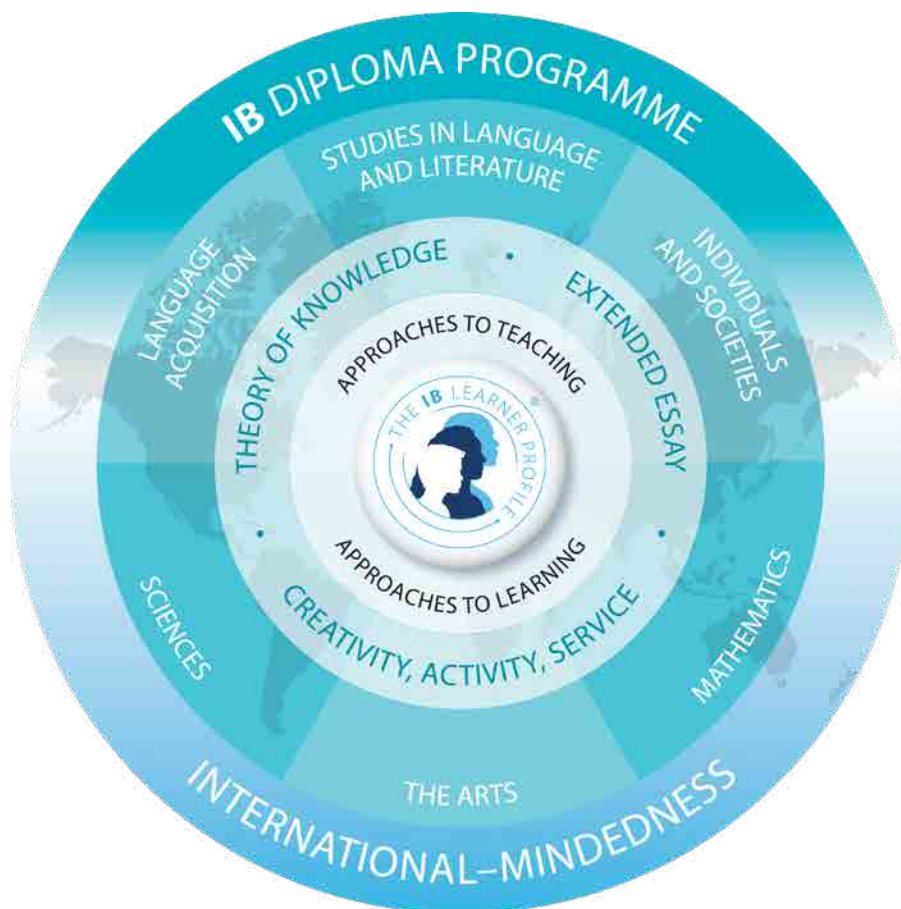 IB DIPLOMA PROGRAMME
STUDIES IN LANGUAGE
AND LITERATURE
LANGUAGE
ACQUISITION
INDIVIDUALS
AND SOCIETIES
THEORY OF KNOWLEDGE
•
EXTENDED ESSAY
•
APPROACHES TO TEACHING
THE IB LEARNER PROFILE
®
APPROACHES TO LEARNING
•
CREATIVITY, ACTIVITY, SERVICE
SCIENCES
MATHEMATICS
THE ARTS
INTERNATIONAL–MINDEDNESS